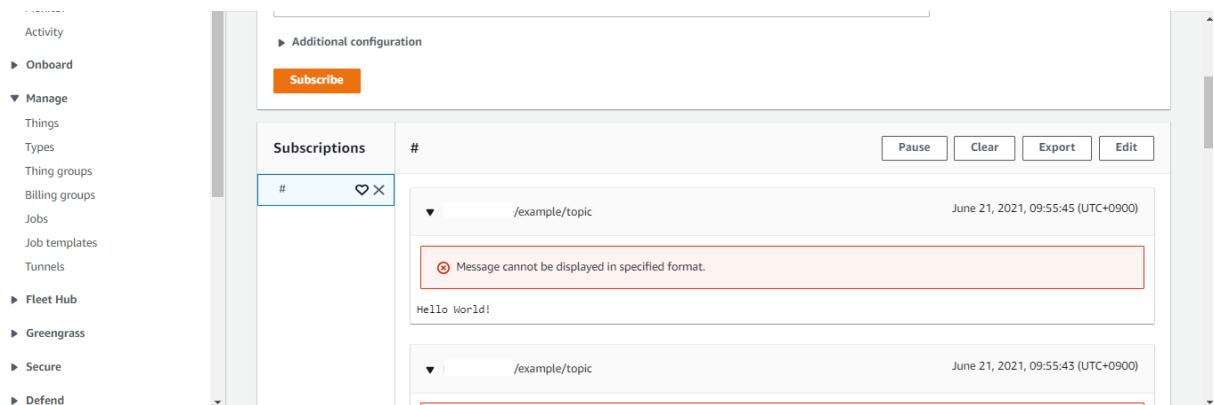 Activity
Onboard
Manage
Things
Types
Thing groups
Billing groups
Jobs
Job templates
Tunnels
Fleet Hub
Greengrass
Secure
Defend
Additional configuration
Subscribe
Subscriptions
#
#
Pause Clear Export Edit
/example/topic June 21, 2021, 09:55:45 (UTC+0900)
Message cannot be displayed in specified format.
Hello World!
/example/topic June 21, 2021, 09:55:43 (UTC+0900)